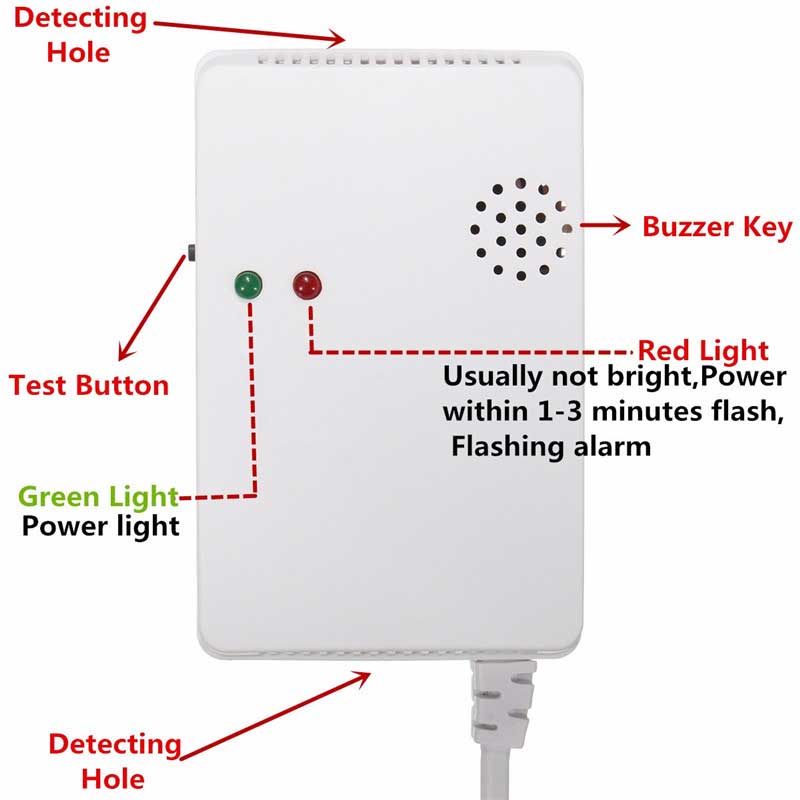 Detecting
Hole
Buzzer Key
Red Light
Usually not bright,Power
within 1-3 minutes flash,
Flashing alarm
Test Button
Green Light
Power light
Detecting
Hole